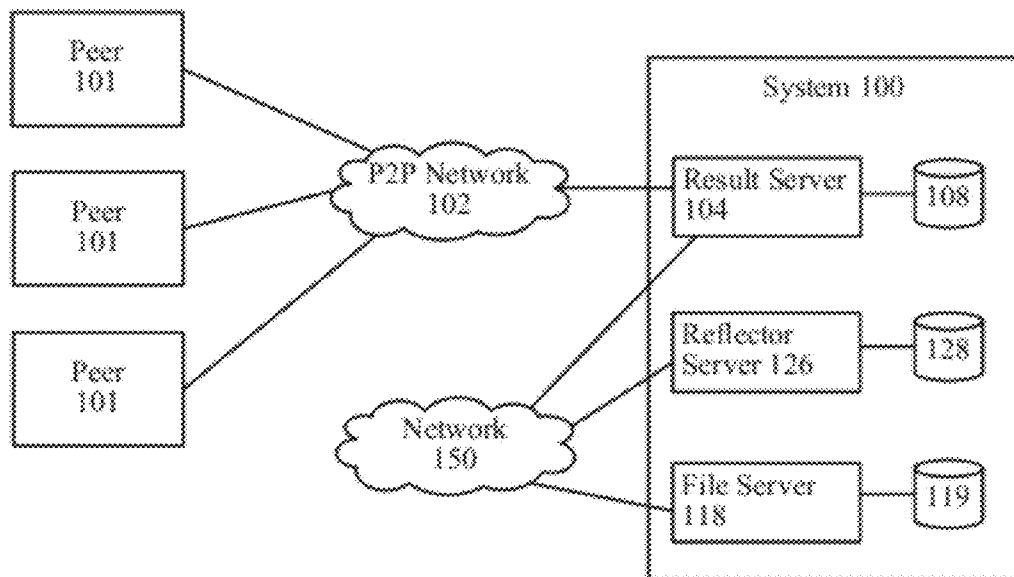 Peer
101
Peer
101
Peer
101
P2P Network
102
Network
150
System 100
Result Server
104
108
Reflector
Server 126
128
File Server
118
119